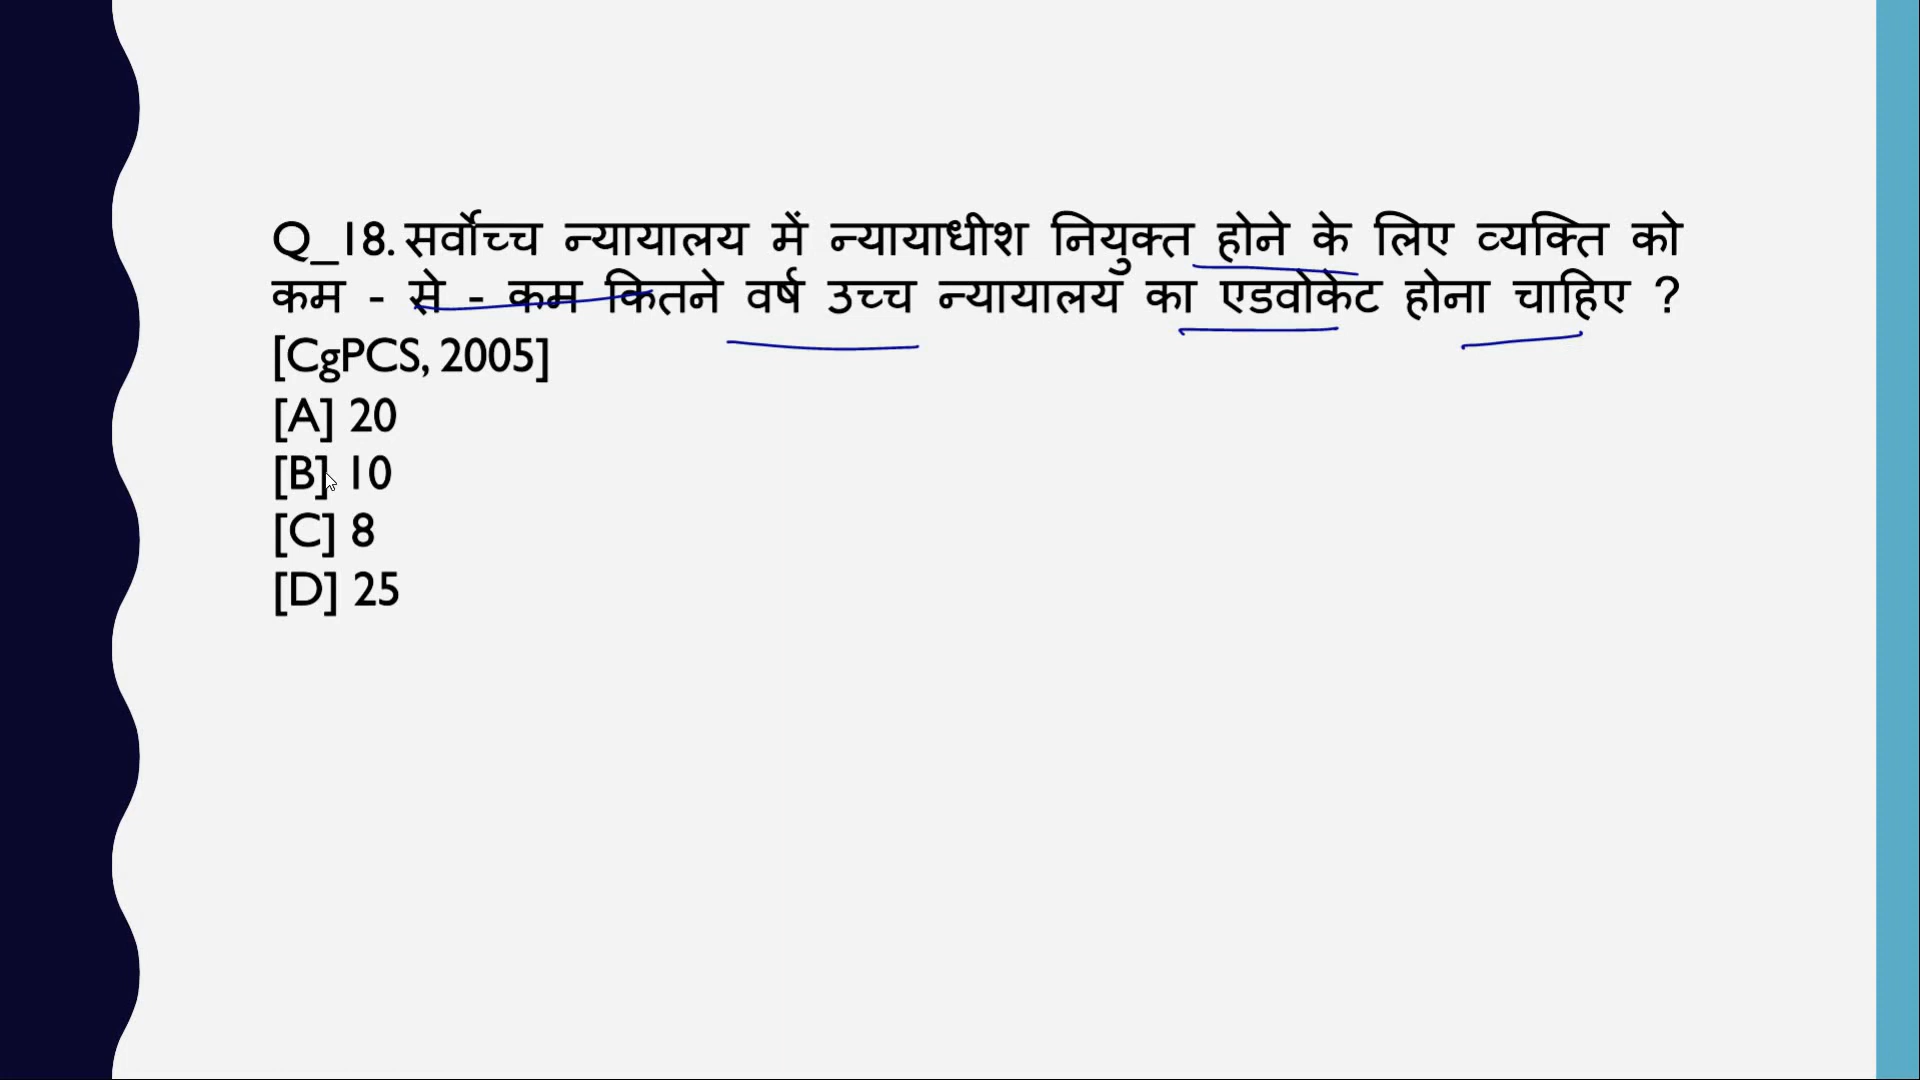 Q_18. सर्वोच्च न्यायालय में न्यायाधीश नियुक्त होने के लिए व्यक्ति को
कम - से - कम कितने वर्ष उच्च न्यायालय का एडवोकेट होना चाहिए ?
[CgPCS, 2005]
[A] 20
[B] 10
[C] 8
[D] 25